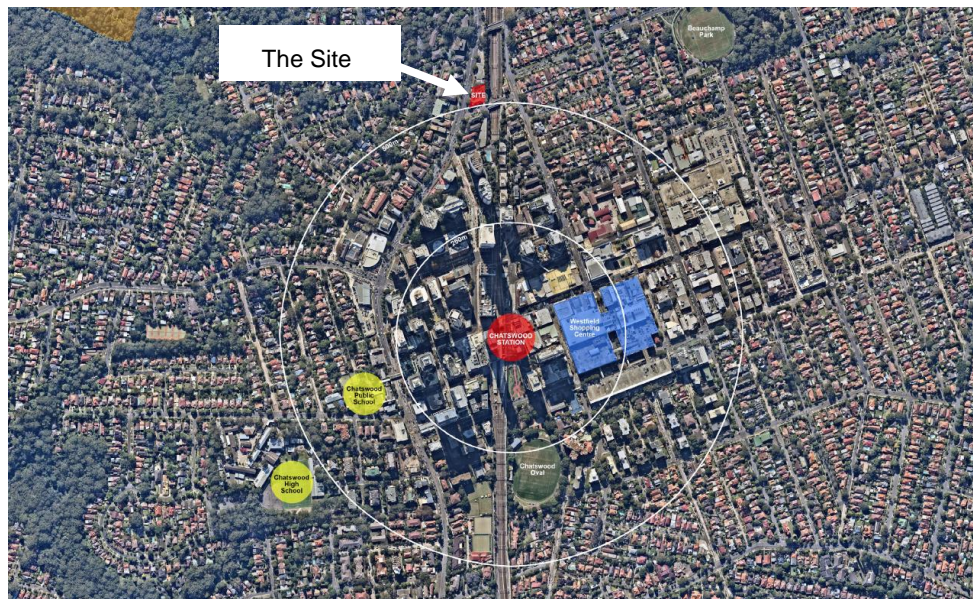 Beauchamp
Park
The Site
SITE
CHATSWOOD
STATION
Westfield
Shopping
Centre
Chatswood
Public
School
Chatswood
Oval
Chatswood
High
School